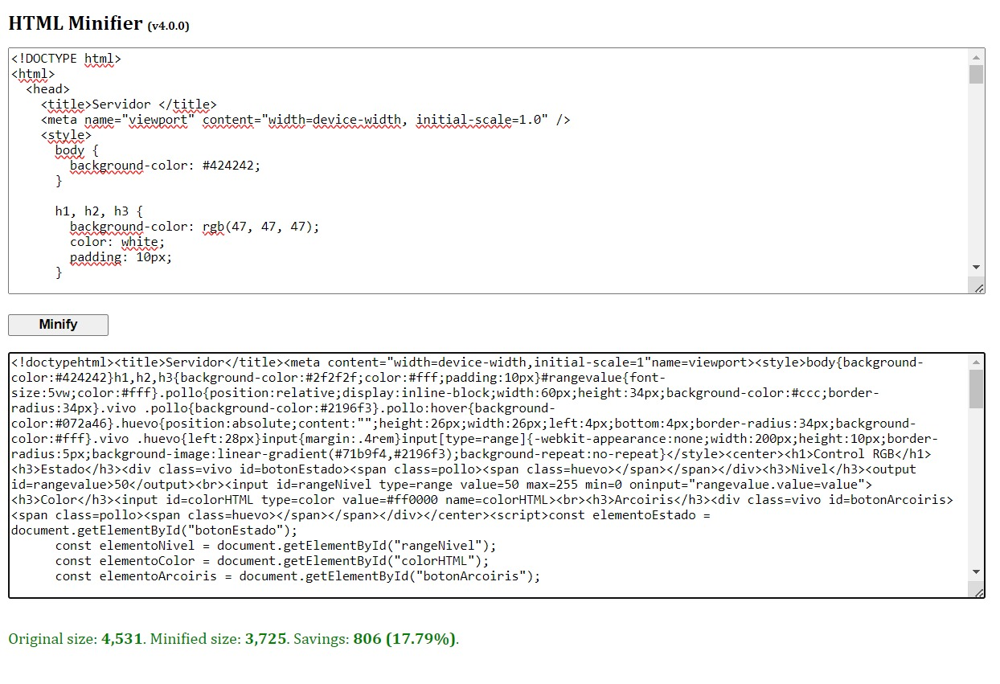 HTML Minifier (v4.0.0)
<!DOCTYPE html>
<html>
  <head>
    <title>Servidor </title>
    <meta name="viewport" content="width=device-width, initial-scale=1.0" />
    <style>
      body {
        background-color: #424242;
      }

      h1, h2, h3 {
        background-color: rgb(47, 47, 47);
        color: white;
        padding: 10px;
      }
Minify
<!doctypehtml><title>Servidor</title><meta content="width=device-width,initial-scale=1"name=viewport><style>body{background-
color:#424242}h1,h2,h3{background-color:#2f2f2f;color:#fff;padding:10px}#rangevalue{font-
size:5vw;color:#fff}.pollo{position:relative;display:inline-block;width:60px;height:34px;background-color:#ccc;border-
radius:34px}.vivo .pollo{background-color:#2196f3}.pollo:hover{background-
color:#072a46}.huevo{position:absolute;content:"";height:26px;width:26px;left:4px;bottom:4px;border-radius:34px;background-
color:#fff}.vivo .huevo{left:28px}input{margin:.4rem}input[type=range]{-webkit-appearance:none;width:200px;height:10px;border-
radius:5px;background-image:linear-gradient(#71b9f4,#2196f3);background-repeat:no-repeat}</style><center><h1>Control RGB</h1>
<h3>Estado</h3><div class=vivo id=botonEstado><span class=pollo><span class=huevo></span></span></div><h3>Nivel</h3><output
id=rangevalue>50</output><br><input id=rangeNivel type=range value=50 max=255 min=0 oninput="rangevalue.value=value">
<h3>Color</h3><input id=colorHTML type=color value=#ff0000 name=colorHTML><br><h3>Arcoiris</h3><div class=vivo id=botonArcoiris>
<span class=pollo><span class=huevo></span></span></div></center><script>const elementoEstado =
document.getElementById("botonEstado");
      const elementoNivel = document.getElementById("rangeNivel");
      const elementoColor = document.getElementById("colorHTML");
      const elementoArcoiris = document.getElementById("botonArcoiris");
Original size: 4,531. Minified size: 3,725. Savings: 806 (17.79%).